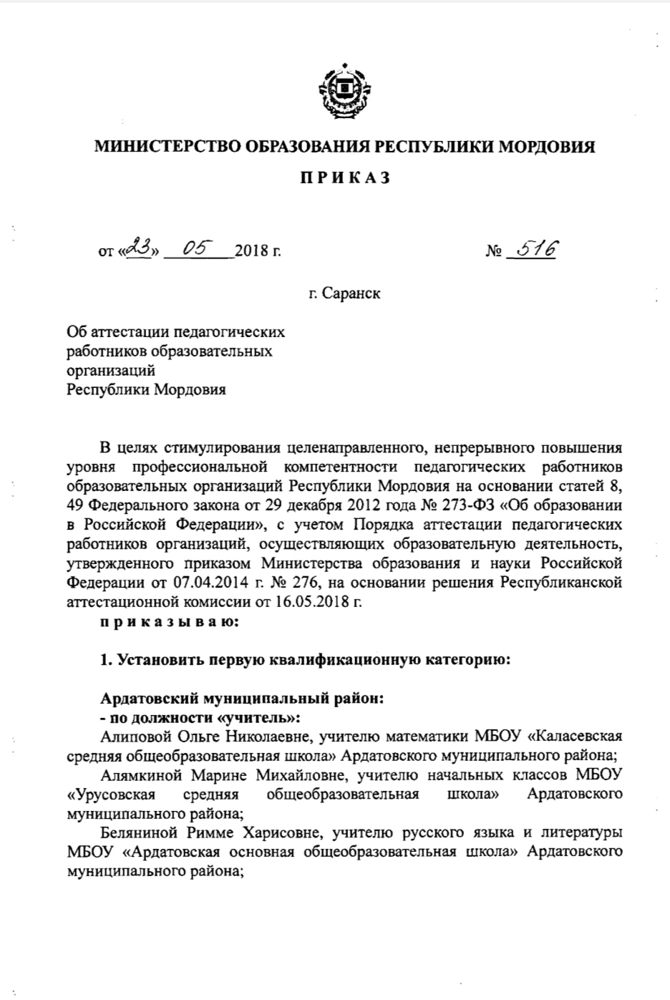 МИНИСТЕРСТВО ОБРАЗОВАНИЯ РЕСПУБЛИКИ МОРДОВИЯ
П Р И К А З
от «23» 05 2018 г. № 516
г. Саранск
Об аттестации педагогических
работников образовательных
организаций
Республики Мордовия
В целях стимулирования целенаправленного, непрерывного повышения
уровня профессиональной компетентности педагогических работников
образовательных организаций Республики Мордовия на основании статей 8,
49 Федерального закона от 29 декабря 2012 года № 273-ФЗ «Об образовании
в Российской Федерации», с учетом Порядка аттестации педагогических
работников организаций, осуществляющих образовательную деятельность,
утвержденного приказом Министерства образования и науки Российской
Федерации от 07.04.2014 г. № 276, на основании решения Республиканской
аттестационной комиссии от 16.05.2018 г.
п р и к а з ы в а ю:
1. Установить первую квалификационную категорию:
Ардатовский муниципальный район:
- по должности «учитель»:
Алиповой Ольге Николаевне, учителю математики МБОУ «Каласевская
средняя общеобразовательная школа» Ардатовского муниципального района;
Алямкиной Марине Михайловне, учителю начальных классов МБОУ
«Урусовская средняя общеобразовательная школа» Ардатовского
муниципального района;
Беляниной Римме Харисовне, учителю русского языка и литературы
МБОУ «Ардатовская основная общеобразовательная школа» Ардатовского
муниципального района;